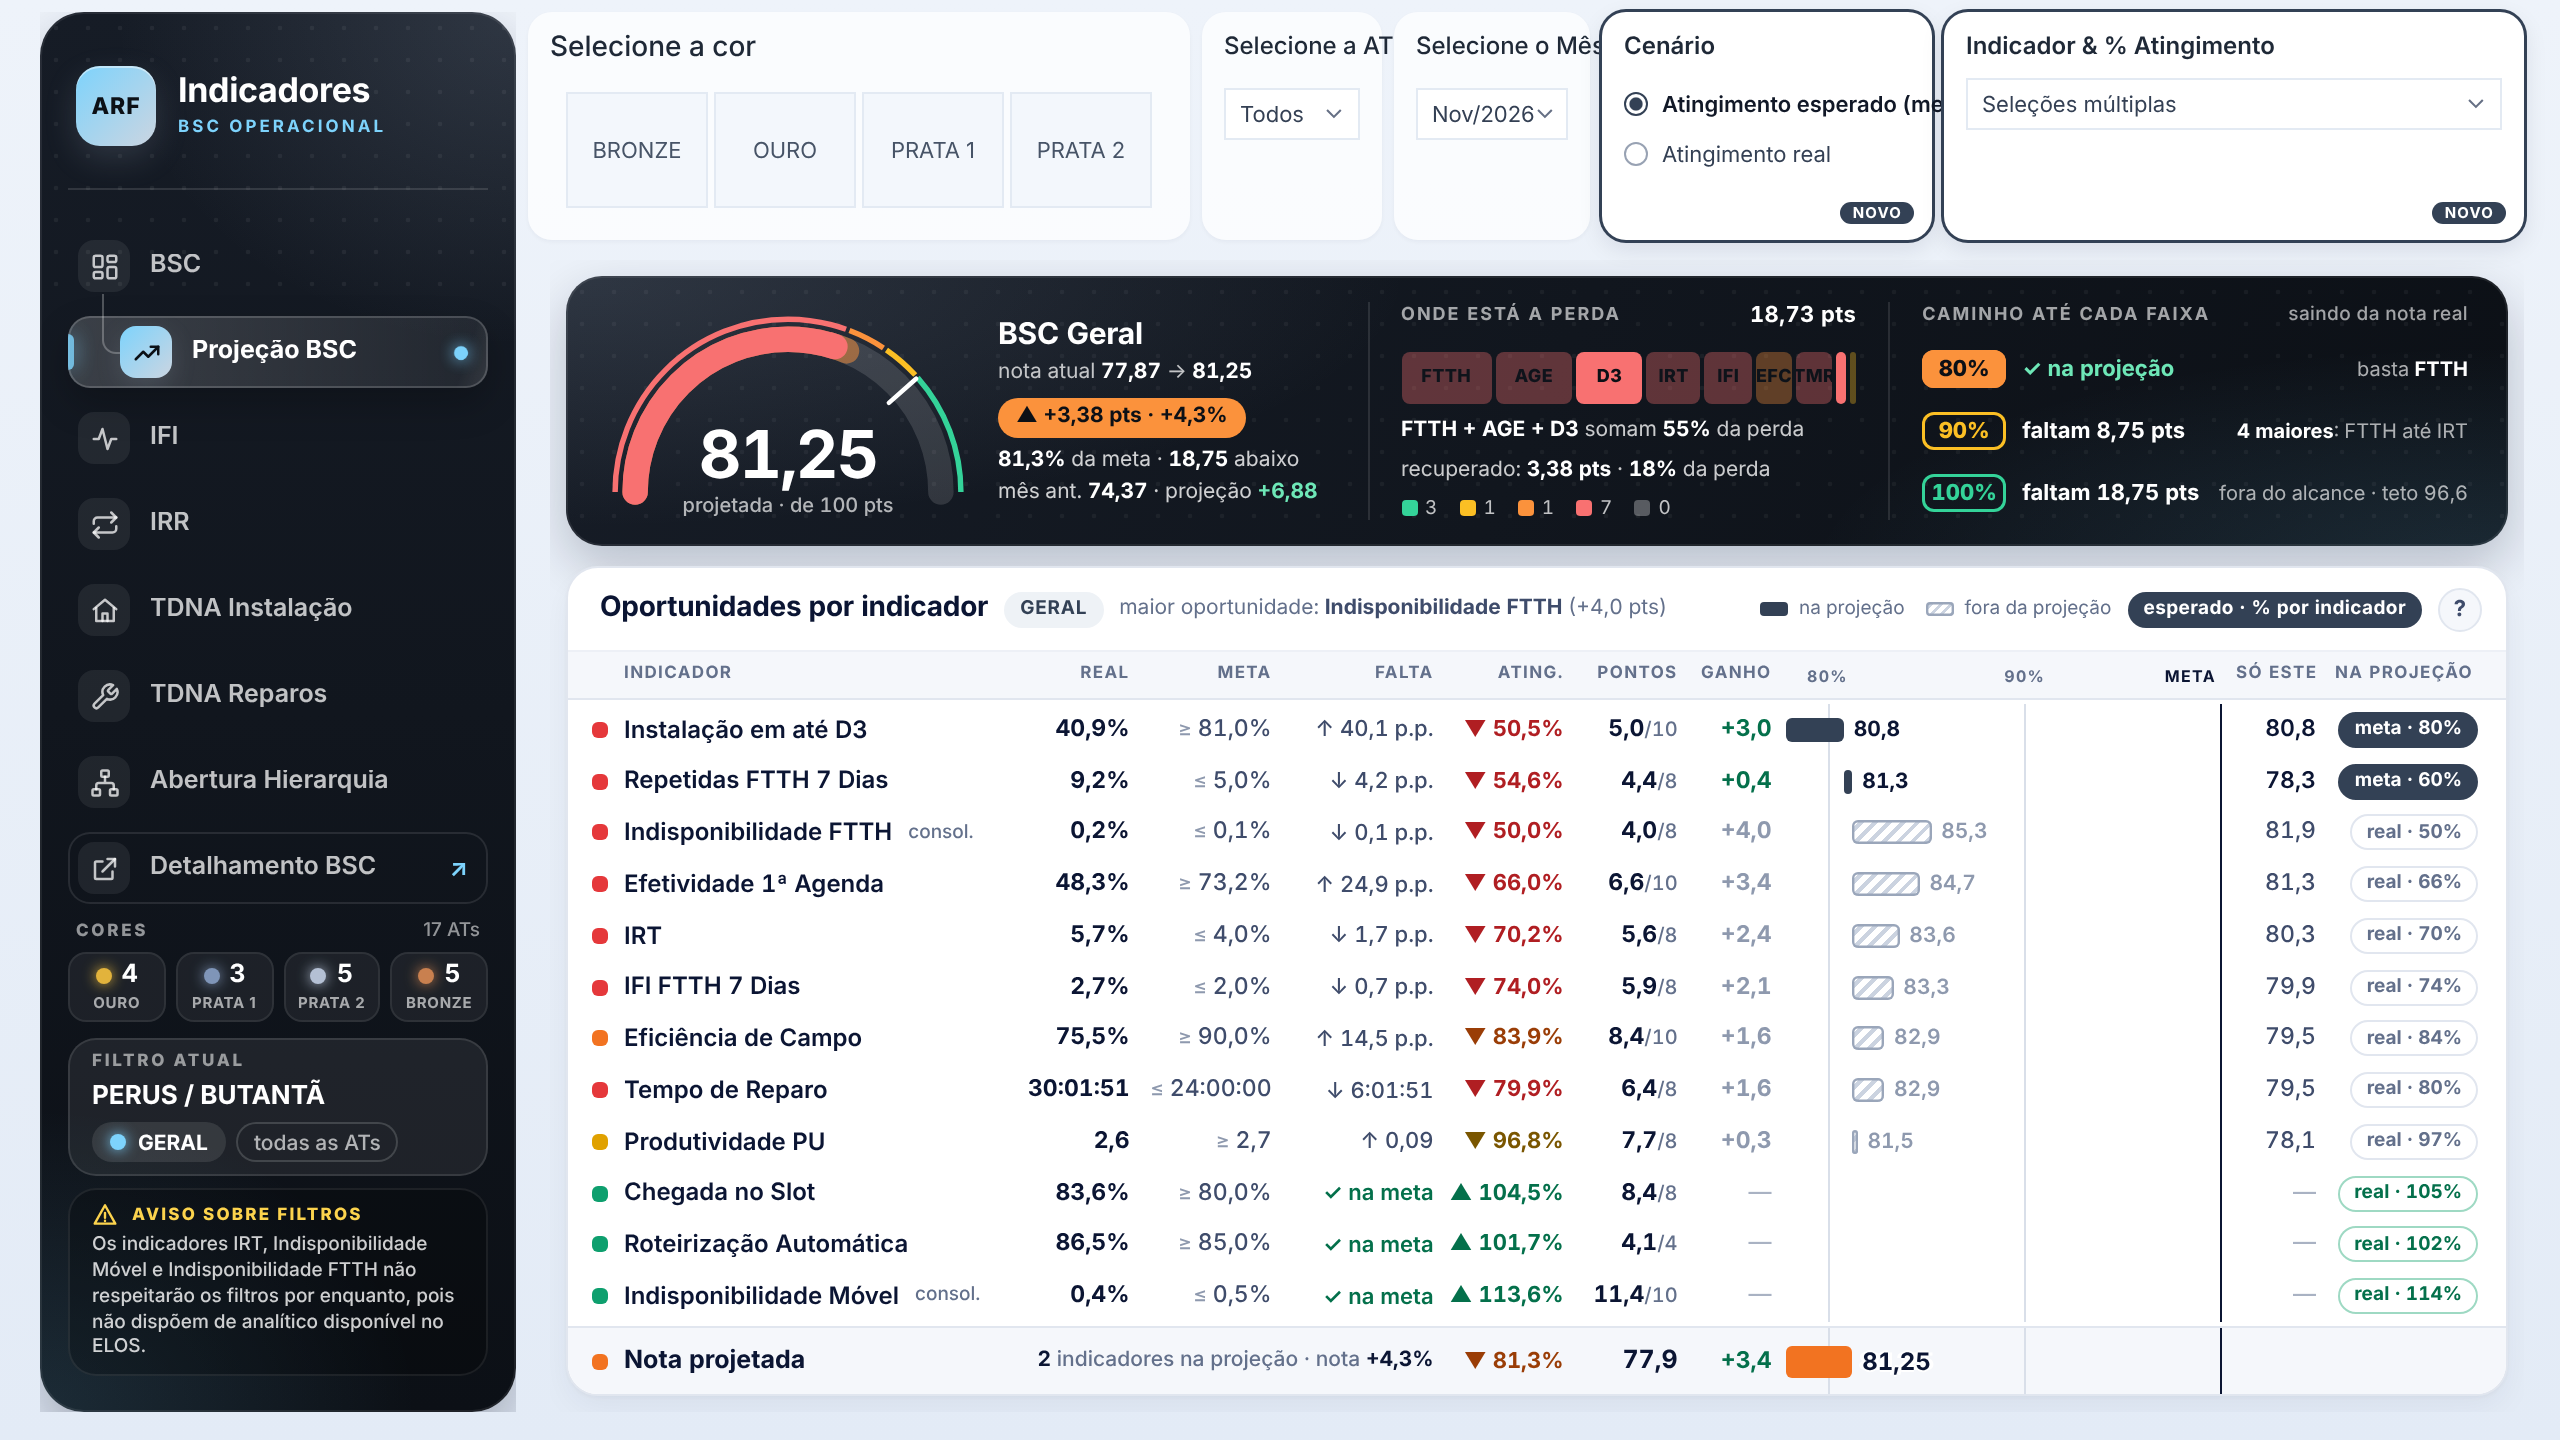 ARF
Indicadores
BSC OPERACIONAL
BSC
Projeção BSC
IFI
IRR
TDNA Instalação
TDNA Reparos
Abertura Hierarquia
Detalhamento BSC
CORES 17 ATs
4 3 5 5
OURO PRATA 1 PRATA 2 BRONZE
FILTRO ATUAL
PERUS / BUTANTÃ
GERAL todas as ATs
AVISO SOBRE FILTROS
Os indicadores IRT, Indisponibilidade
Móvel e Indisponibilidade FTTH não
respeitarão os filtros por enquanto, pois
não dispõem de analítico disponível no
ELOS.
Selecione a cor
BRONZE OURO PRATA 1 PRATA 2
Selecione a AT
Todos
Selecione o Mês
Nov/2026
Cenário
Atingimento esperado (me
Atingimento real
NOVO
Indicador & % Atingimento
Seleções múltiplas
NOVO
81,25
projetada · de 100 pts
BSC Geral
nota atual 77,87 → 81,25
▲ +3,38 pts · +4,3%
81,3% da meta · 18,75 abaixo
mês ant. 74,37 · projeção +6,88
ONDE ESTÁ A PERDA 18,73 pts
FTTH AGE D3 IRT IFI EFC TMR
FTTH + AGE + D3 somam 55% da perda
recuperado: 3,38 pts · 18% da perda
3 1 1 7 0
CAMINHO ATÉ CADA FAIXA saindo da nota real
80% ✓ na projeção basta FTTH
90% faltam 8,75 pts 4 maiores: FTTH até IRT
100% faltam 18,75 pts fora do alcance · teto 96,6
Oportunidades por indicador GERAL maior oportunidade: Indisponibilidade FTTH (+4,0 pts) na projeção fora da projeção esperado · % por indicador ?
INDICADOR REAL META FALTA ATING. PONTOS GANHO 80% 90% META SÓ ESTE NA PROJEÇÃO
Instalação em até D3 40,9% ≥ 81,0% ↑ 40,1 p.p. ▼ 50,5% 5,0/10 +3,0 80,8 80,8 meta · 80%
Repetidas FTTH 7 Dias 9,2% ≤ 5,0% ↓ 4,2 p.p. ▼ 54,6% 4,4/8 +0,4 81,3 78,3 meta · 60%
Indisponibilidade FTTH consol. 0,2% ≤ 0,1% ↓ 0,1 p.p. ▼ 50,0% 4,0/8 +4,0 85,3 81,9 real · 50%
Efetividade 1ª Agenda 48,3% ≥ 73,2% ↑ 24,9 p.p. ▼ 66,0% 6,6/10 +3,4 84,7 81,3 real · 66%
IRT 5,7% ≤ 4,0% ↓ 1,7 p.p. ▼ 70,2% 5,6/8 +2,4 83,6 80,3 real · 70%
IFI FTTH 7 Dias 2,7% ≤ 2,0% ↓ 0,7 p.p. ▼ 74,0% 5,9/8 +2,1 83,3 79,9 real · 74%
Eficiência de Campo 75,5% ≥ 90,0% ↑ 14,5 p.p. ▼ 83,9% 8,4/10 +1,6 82,9 79,5 real · 84%
Tempo de Reparo 30:01:51 ≤ 24:00:00 ↓ 6:01:51 ▼ 79,9% 6,4/8 +1,6 82,9 79,5 real · 80%
Produtividade PU 2,6 ≥ 2,7 ↑ 0,09 ▼ 96,8% 7,7/8 +0,3 81,5 78,1 real · 97%
Chegada no Slot 83,6% ≥ 80,0% ✓ na meta ▲ 104,5% 8,4/8 — — real · 105%
Roteirização Automática 86,5% ≥ 85,0% ✓ na meta ▲ 101,7% 4,1/4 — — real · 102%
Indisponibilidade Móvel consol. 0,4% ≤ 0,5% ✓ na meta ▲ 113,6% 11,4/10 — — real · 114%
Nota projetada 2 indicadores na projeção · nota +4,3% ▼ 81,3% 77,9 +3,4 81,25